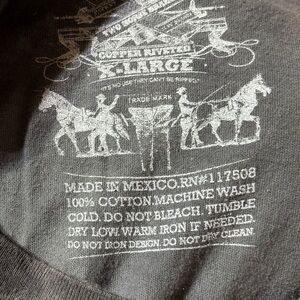 TWO HORSE BRAND
COPPER RIVETED
X-LARGE
IT'S NO USE THEY CAN'T BE RIPPED
TRADE MARK
MADE IN MEXICO.RN#117508
100% COTTON.MACHINE WASH
COLD. DO NOT BLEACH. TUMBLE
DRY LOW. WARM IRON IF NEEDED.
DO NOT IRON DESIGN. DO NOT DRY CLEAN.